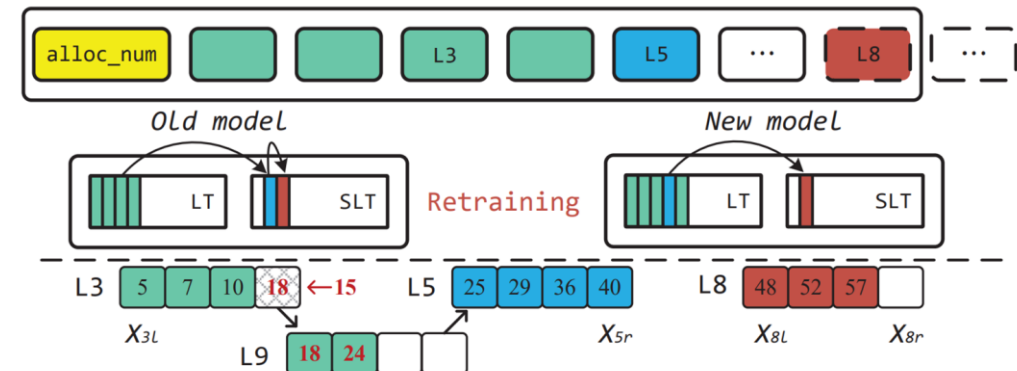 alloc_num L3 L5 ... L8 ...
Old model New model
LT SLT Retraining LT SLT
L3 5 7 10 18 ←15 L5 25 29 36 40 L8 48 52 57
X3l X5r X8l X8r
L9 18 24